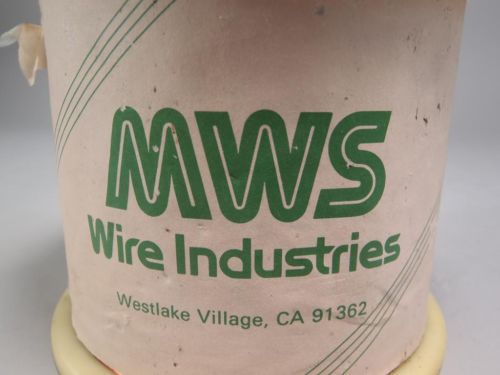 MWS
Wire Industries
Westlake Village, CA 91362